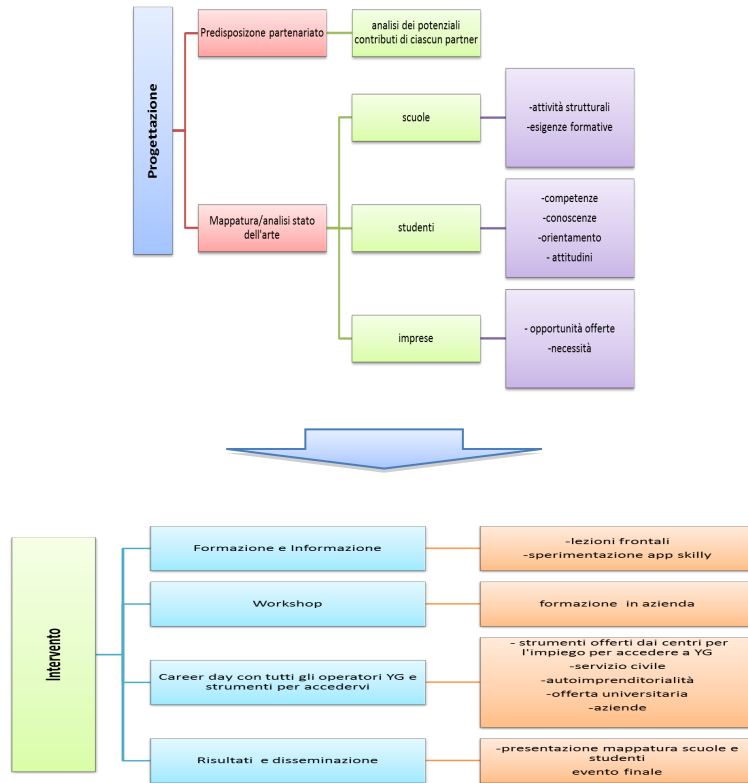 Progettazione
Predisposizone partenariato
analisi dei potenziali
contributi di ciascun partner
Mappatura/analisi stato
dell'arte
scuole
-attività strutturali
-esigenze formative
studenti
-competenze
-conoscenze
-orientamento
- attitudini
imprese
- opportunità offerte
-necessità
Intervento
Formazione e Informazione
-lezioni frontali
-sperimentazione app skilly
Workshop
formazione in azienda
Career day con tutti gli operatori YG e
strumenti per accedervi
- strumenti offerti dai centri per
l'impiego per accedere a YG
-servizio civile
-autoimprenditorialità
-offerta universitaria
-aziende
Risultati e disseminazione
-presentazione mappatura scuole e
studenti
evento finale